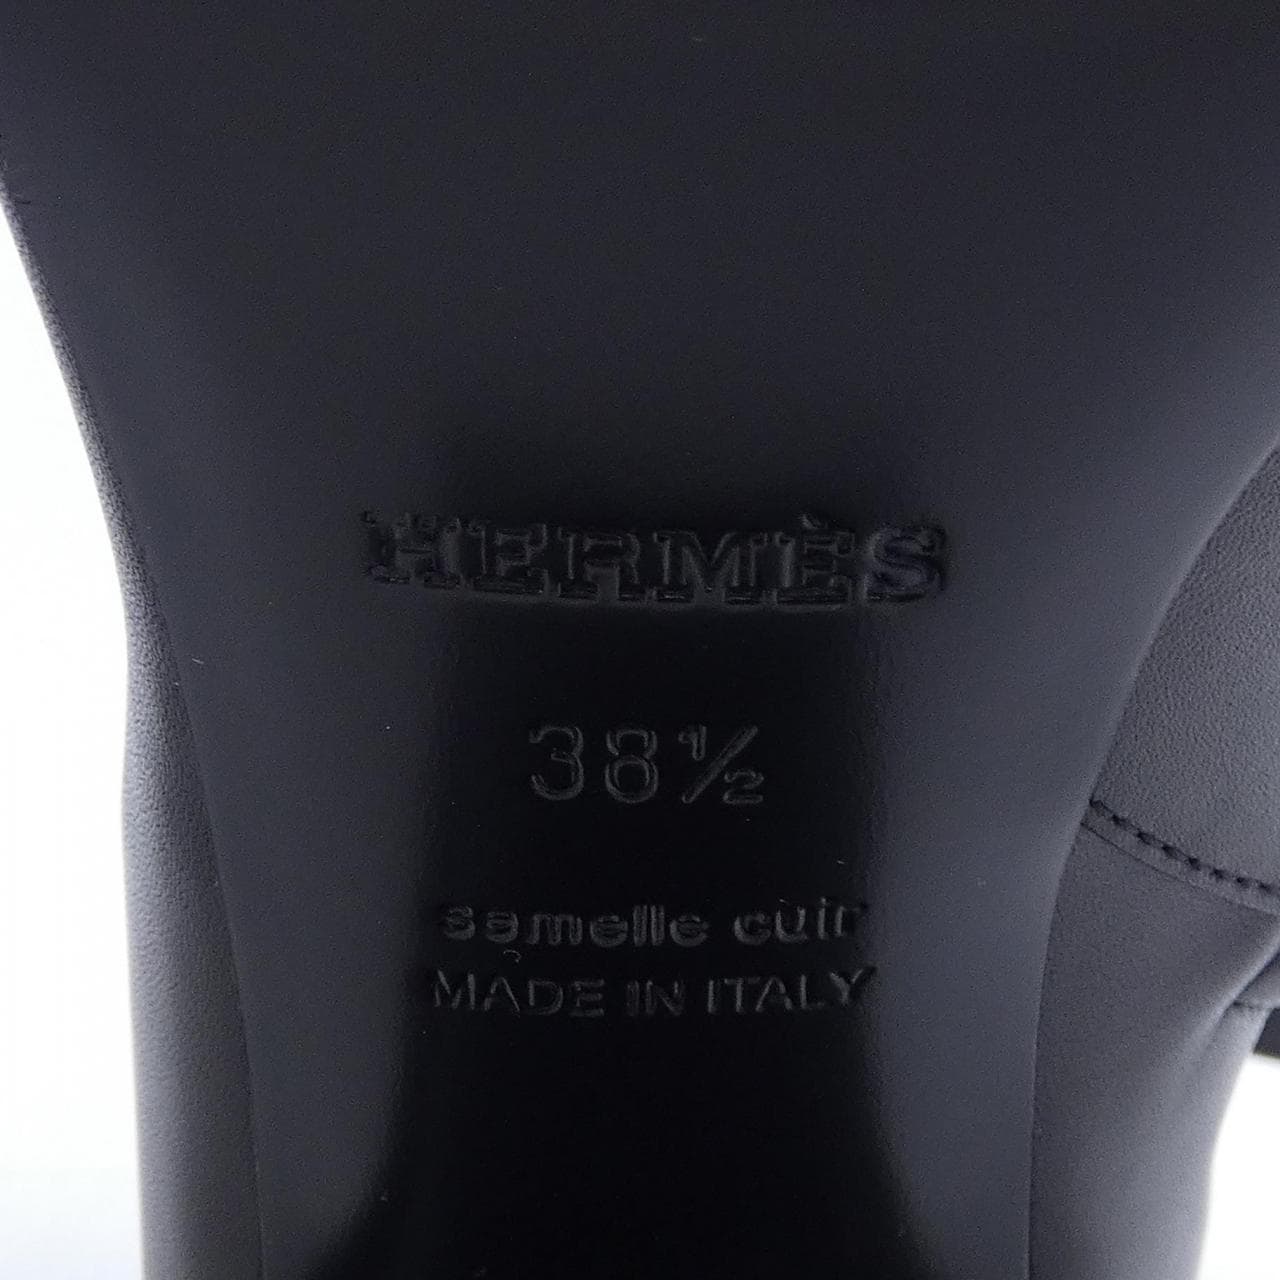 HERMÈS
38½
semelle cuir
MADE IN ITALY